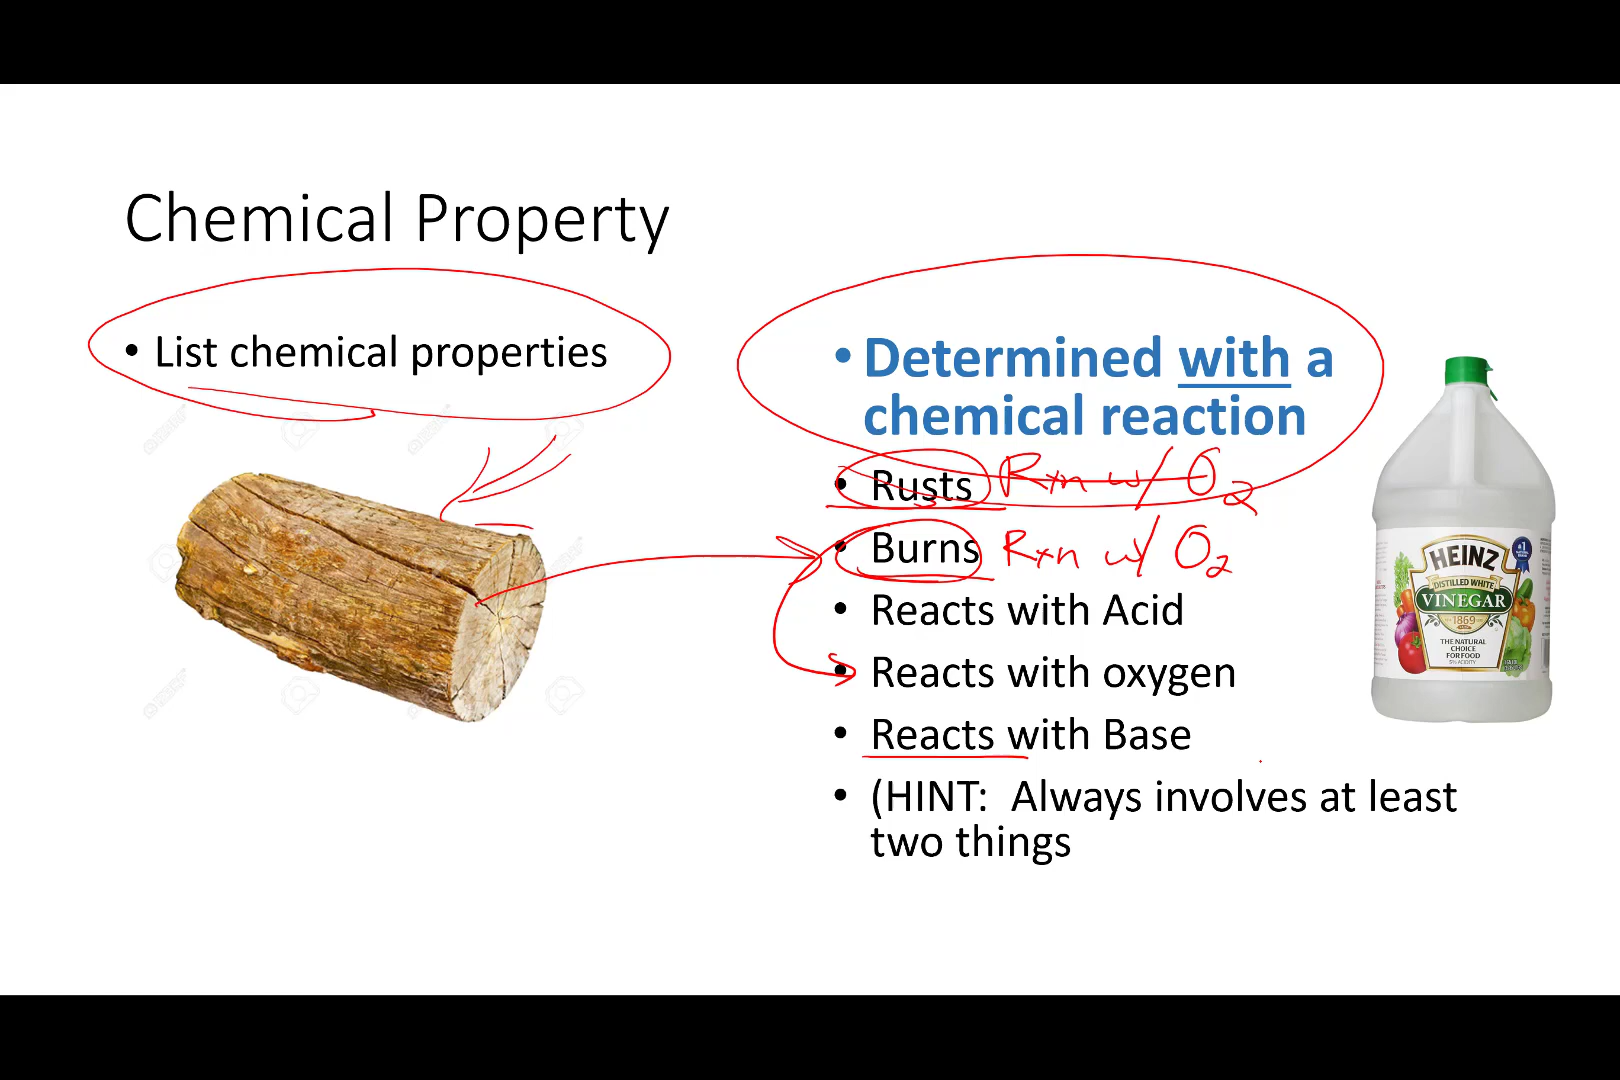 Chemical Property
• List chemical properties
• Determined with a
chemical reaction
• Rusts Rxn w/ O2
• Burns Rxn w/ O2
• Reacts with Acid
• Reacts with oxygen
• Reacts with Base
• (HINT: Always involves at least
two things
HEINZ
DISTILLED WHITE
VINEGAR
1869
THE NATURAL
CHOICE
FOR FOOD
5% ACIDITY